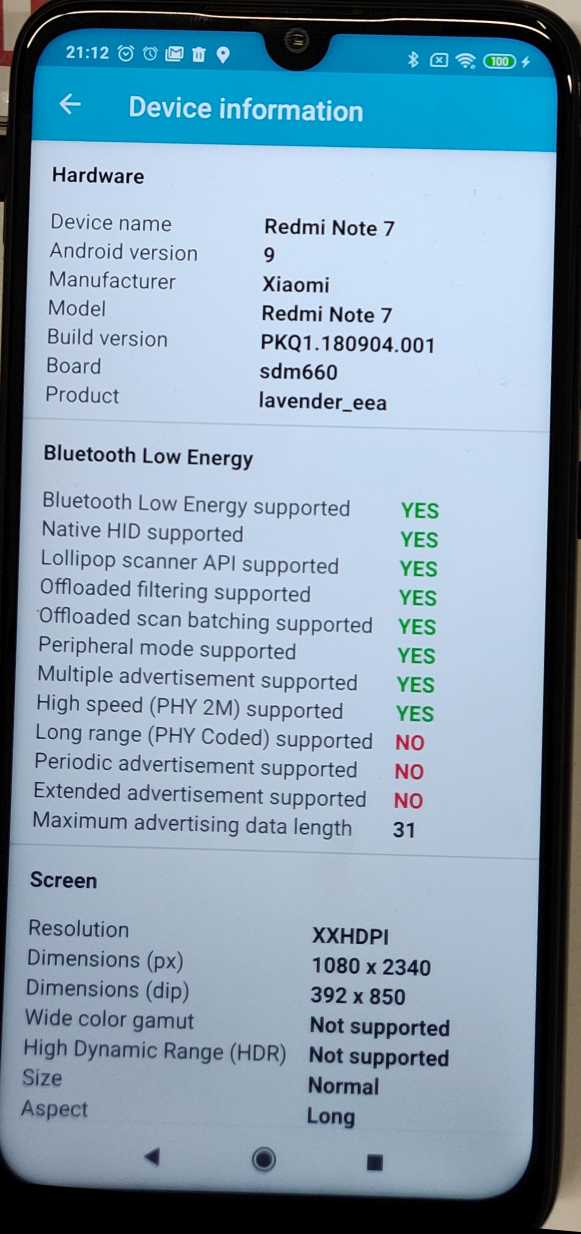 21:12
100
Device information
Hardware
Device name Redmi Note 7
Android version 9
Manufacturer Xiaomi
Model Redmi Note 7
Build version PKQ1.180904.001
Board sdm660
Product lavender_eea
Bluetooth Low Energy
Bluetooth Low Energy supported YES
Native HID supported YES
Lollipop scanner API supported YES
Offloaded filtering supported YES
Offloaded scan batching supported YES
Peripheral mode supported YES
Multiple advertisement supported YES
High speed (PHY 2M) supported YES
Long range (PHY Coded) supported NO
Periodic advertisement supported NO
Extended advertisement supported NO
Maximum advertising data length 31
Screen
Resolution XXHDPI
Dimensions (px) 1080 x 2340
Dimensions (dip) 392 x 850
Wide color gamut Not supported
High Dynamic Range (HDR) Not supported
Size Normal
Aspect Long